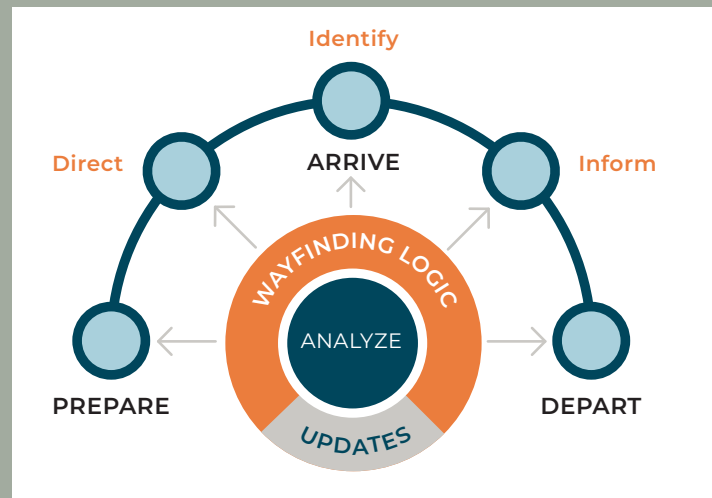 Identify
Direct
ARRIVE
Inform
WAYFINDING LOGIC
ANALYZE
PREPARE
DEPART
UPDATES